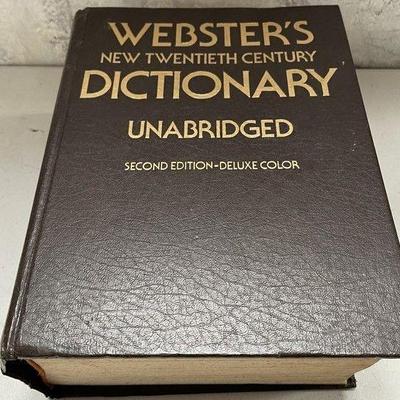 WEBSTER'S
NEW TWENTIETH CENTURY
DICTIONARY
UNABRIDGED
SECOND EDITION-DELUXE COLOR